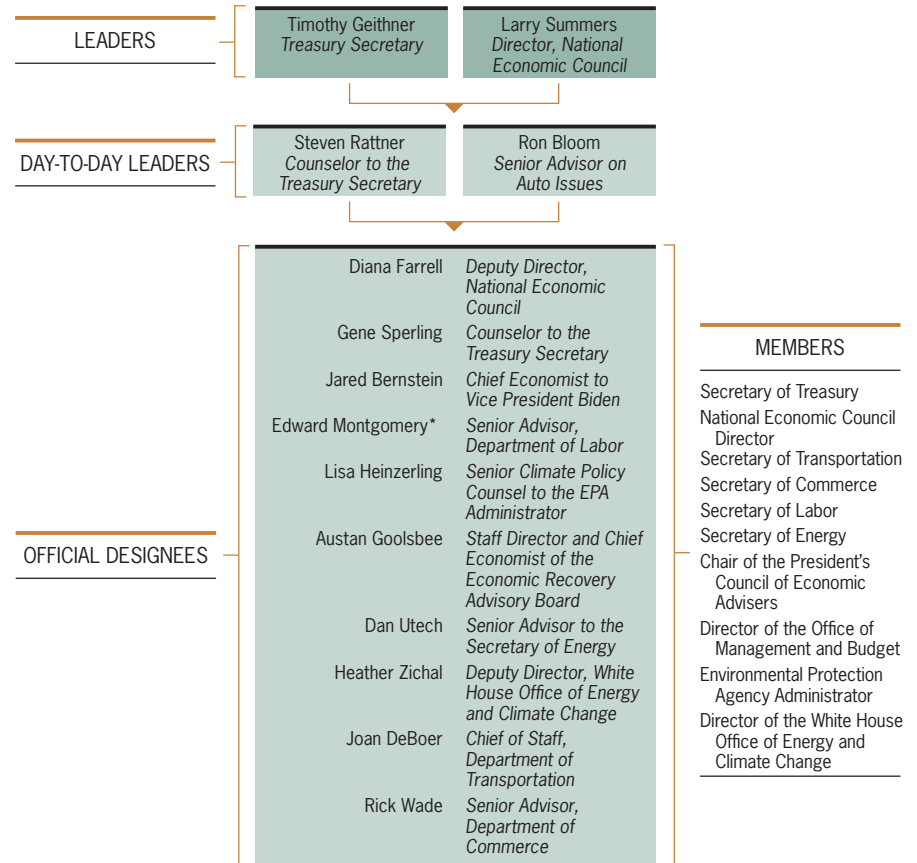 LEADERS
Timothy Geithner
Treasury Secretary
Larry Summers
Director, National
Economic Council
DAY-TO-DAY LEADERS
Steven Rattner
Counselor to the
Treasury Secretary
Ron Bloom
Senior Advisor on
Auto Issues
OFFICIAL DESIGNEES
Diana Farrell Deputy Director,
National Economic
Council
Gene Sperling Counselor to the
Treasury Secretary
Jared Bernstein Chief Economist to
Vice President Biden
Edward Montgomery* Senior Advisor,
Department of Labor
Lisa Heinzerling Senior Climate Policy
Counsel to the EPA
Administrator
Austan Goolsbee Staff Director and Chief
Economist of the
Economic Recovery
Advisory Board
Dan Utech Senior Advisor to the
Secretary of Energy
Heather Zichal Deputy Director, White
House Office of Energy
and Climate Change
Joan DeBoer Chief of Staff,
Department of
Transportation
Rick Wade Senior Advisor,
Department of
Commerce
MEMBERS
Secretary of Treasury
National Economic Council
Director
Secretary of Transportation
Secretary of Commerce
Secretary of Labor
Secretary of Energy
Chair of the President's
Council of Economic
Advisers
Director of the Office of
Management and Budget
Environmental Protection
Agency Administrator
Director of the White House
Office of Energy and
Climate Change